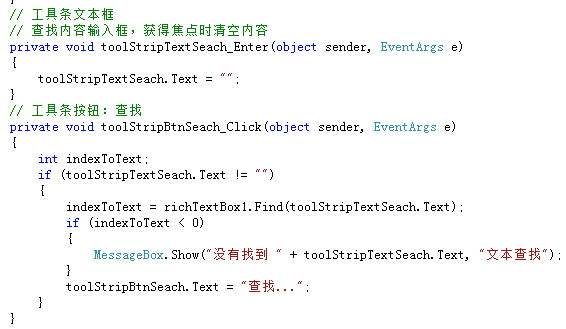 }
// 工具条文本框
// 查找内容输入框，获得焦点时清空内容
private void toolStripTextSeach_Enter(object sender, EventArgs e)
{
    toolStripTextSeach.Text = "";
}
// 工具条按钮：查找
private void toolStripBtnSeach_Click(object sender, EventArgs e)
{
    int indexToText;
    if (toolStripTextSeach.Text != "")
    {
        indexToText = richTextBox1.Find(toolStripTextSeach.Text);
        if (indexToText < 0)
        {
            MessageBox.Show("没有找到 " + toolStripTextSeach.Text, "文本查找");
        }
        toolStripBtnSeach.Text = "查找...";
    }
}